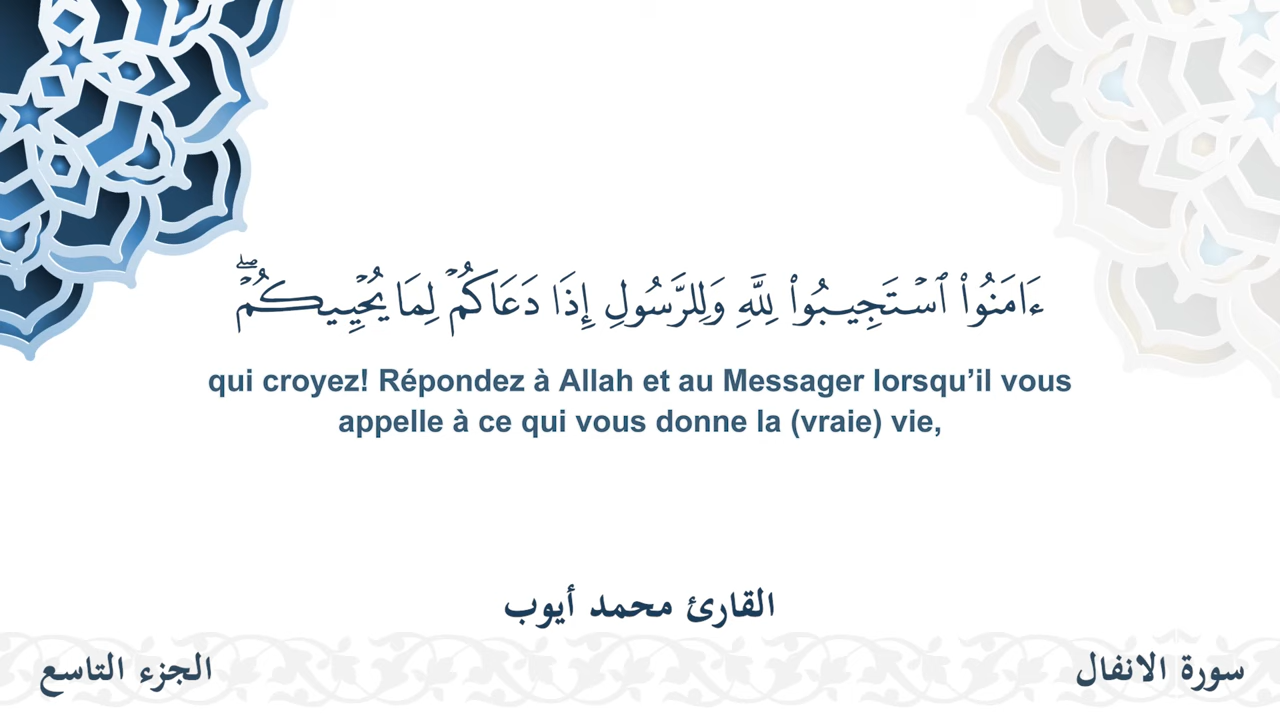 ءَامَنُوا۟ ٱسْتَجِيبُوا۟ لِلَّهِ وَلِلرَّسُولِ إِذَا دَعَاكُمْ لِمَا يُحْيِيكُمْ ۖ
qui croyez! Répondez à Allah et au Messager lorsqu’il vous
appelle à ce qui vous donne la (vraie) vie,
القارئ محمد أيوب
سورة الانفال
الجزء التاسع